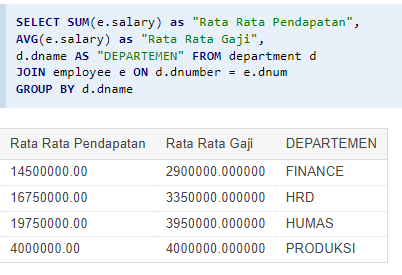 SELECT SUM(e.salary) as "Rata Rata Pendapatan",
AVG(e.salary) as "Rata Rata Gaji",
d.dname AS "DEPARTEMEN" FROM department d
JOIN employee e ON d.dnumber = e.dnum
GROUP BY d.dname
Rata Rata Pendapatan Rata Rata Gaji DEPARTEMEN
14500000.00 2900000.000000 FINANCE
16750000.00 3350000.000000 HRD
19750000.00 3950000.000000 HUMAS
4000000.00 4000000.000000 PRODUKSI